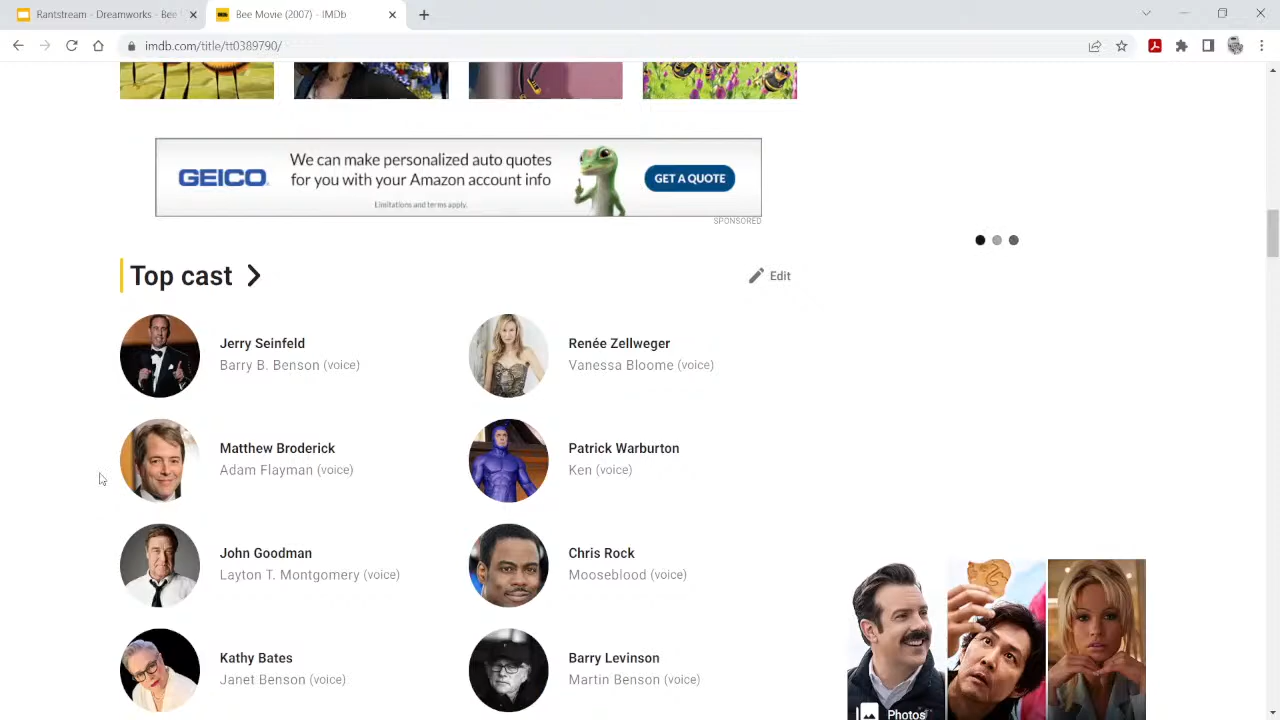 Rantstream - Dreamworks - Bee
Bee Movie (2007) - IMDb
imdb.com/title/tt0389790/
GEICO
We can make personalized auto quotes
for you with your Amazon account info
Limitations and terms apply.
GET A QUOTE
SPONSORED
Top cast
Edit
Jerry Seinfeld
Barry B. Benson (voice)
Renée Zellweger
Vanessa Bloome (voice)
Matthew Broderick
Adam Flayman (voice)
Patrick Warburton
Ken (voice)
John Goodman
Layton T. Montgomery (voice)
Chris Rock
Mooseblood (voice)
Kathy Bates
Janet Benson (voice)
Barry Levinson
Martin Benson (voice)
Photos